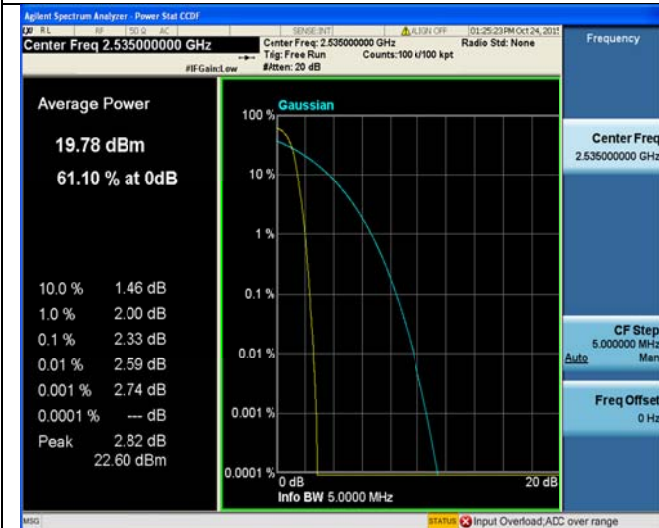 Agilent Spectrum Analyzer - Power Stat CCDF
RL RF 50 Ω AC SENSE:INT ALIGN OFF 01:25:23 PM Oct 24, 2015
Center Freq 2.535000000 GHz
Center Freq: 2.535000000 GHz Radio Std: None
Trig: Free Run Counts:100 k/100 kpt
#IFGain:Low #Atten: 20 dB
Frequency
Average Power
19.78 dBm
61.10 % at 0dB
10.0 % 1.46 dB
1.0 % 2.00 dB
0.1 % 2.33 dB
0.01 % 2.59 dB
0.001 % 2.74 dB
0.0001 % --- dB
Peak 2.82 dB
22.60 dBm
Gaussian
100 %
10 %
1 %
0.1 %
0.01 %
0.001 %
0.0001 %
0 dB 20 dB
Info BW 5.0000 MHz
Center Freq
2.535000000 GHz
CF Step
5.000000 MHz
Auto Man
Freq Offset
0 Hz
MSG STATUS Input Overload;ADC over range